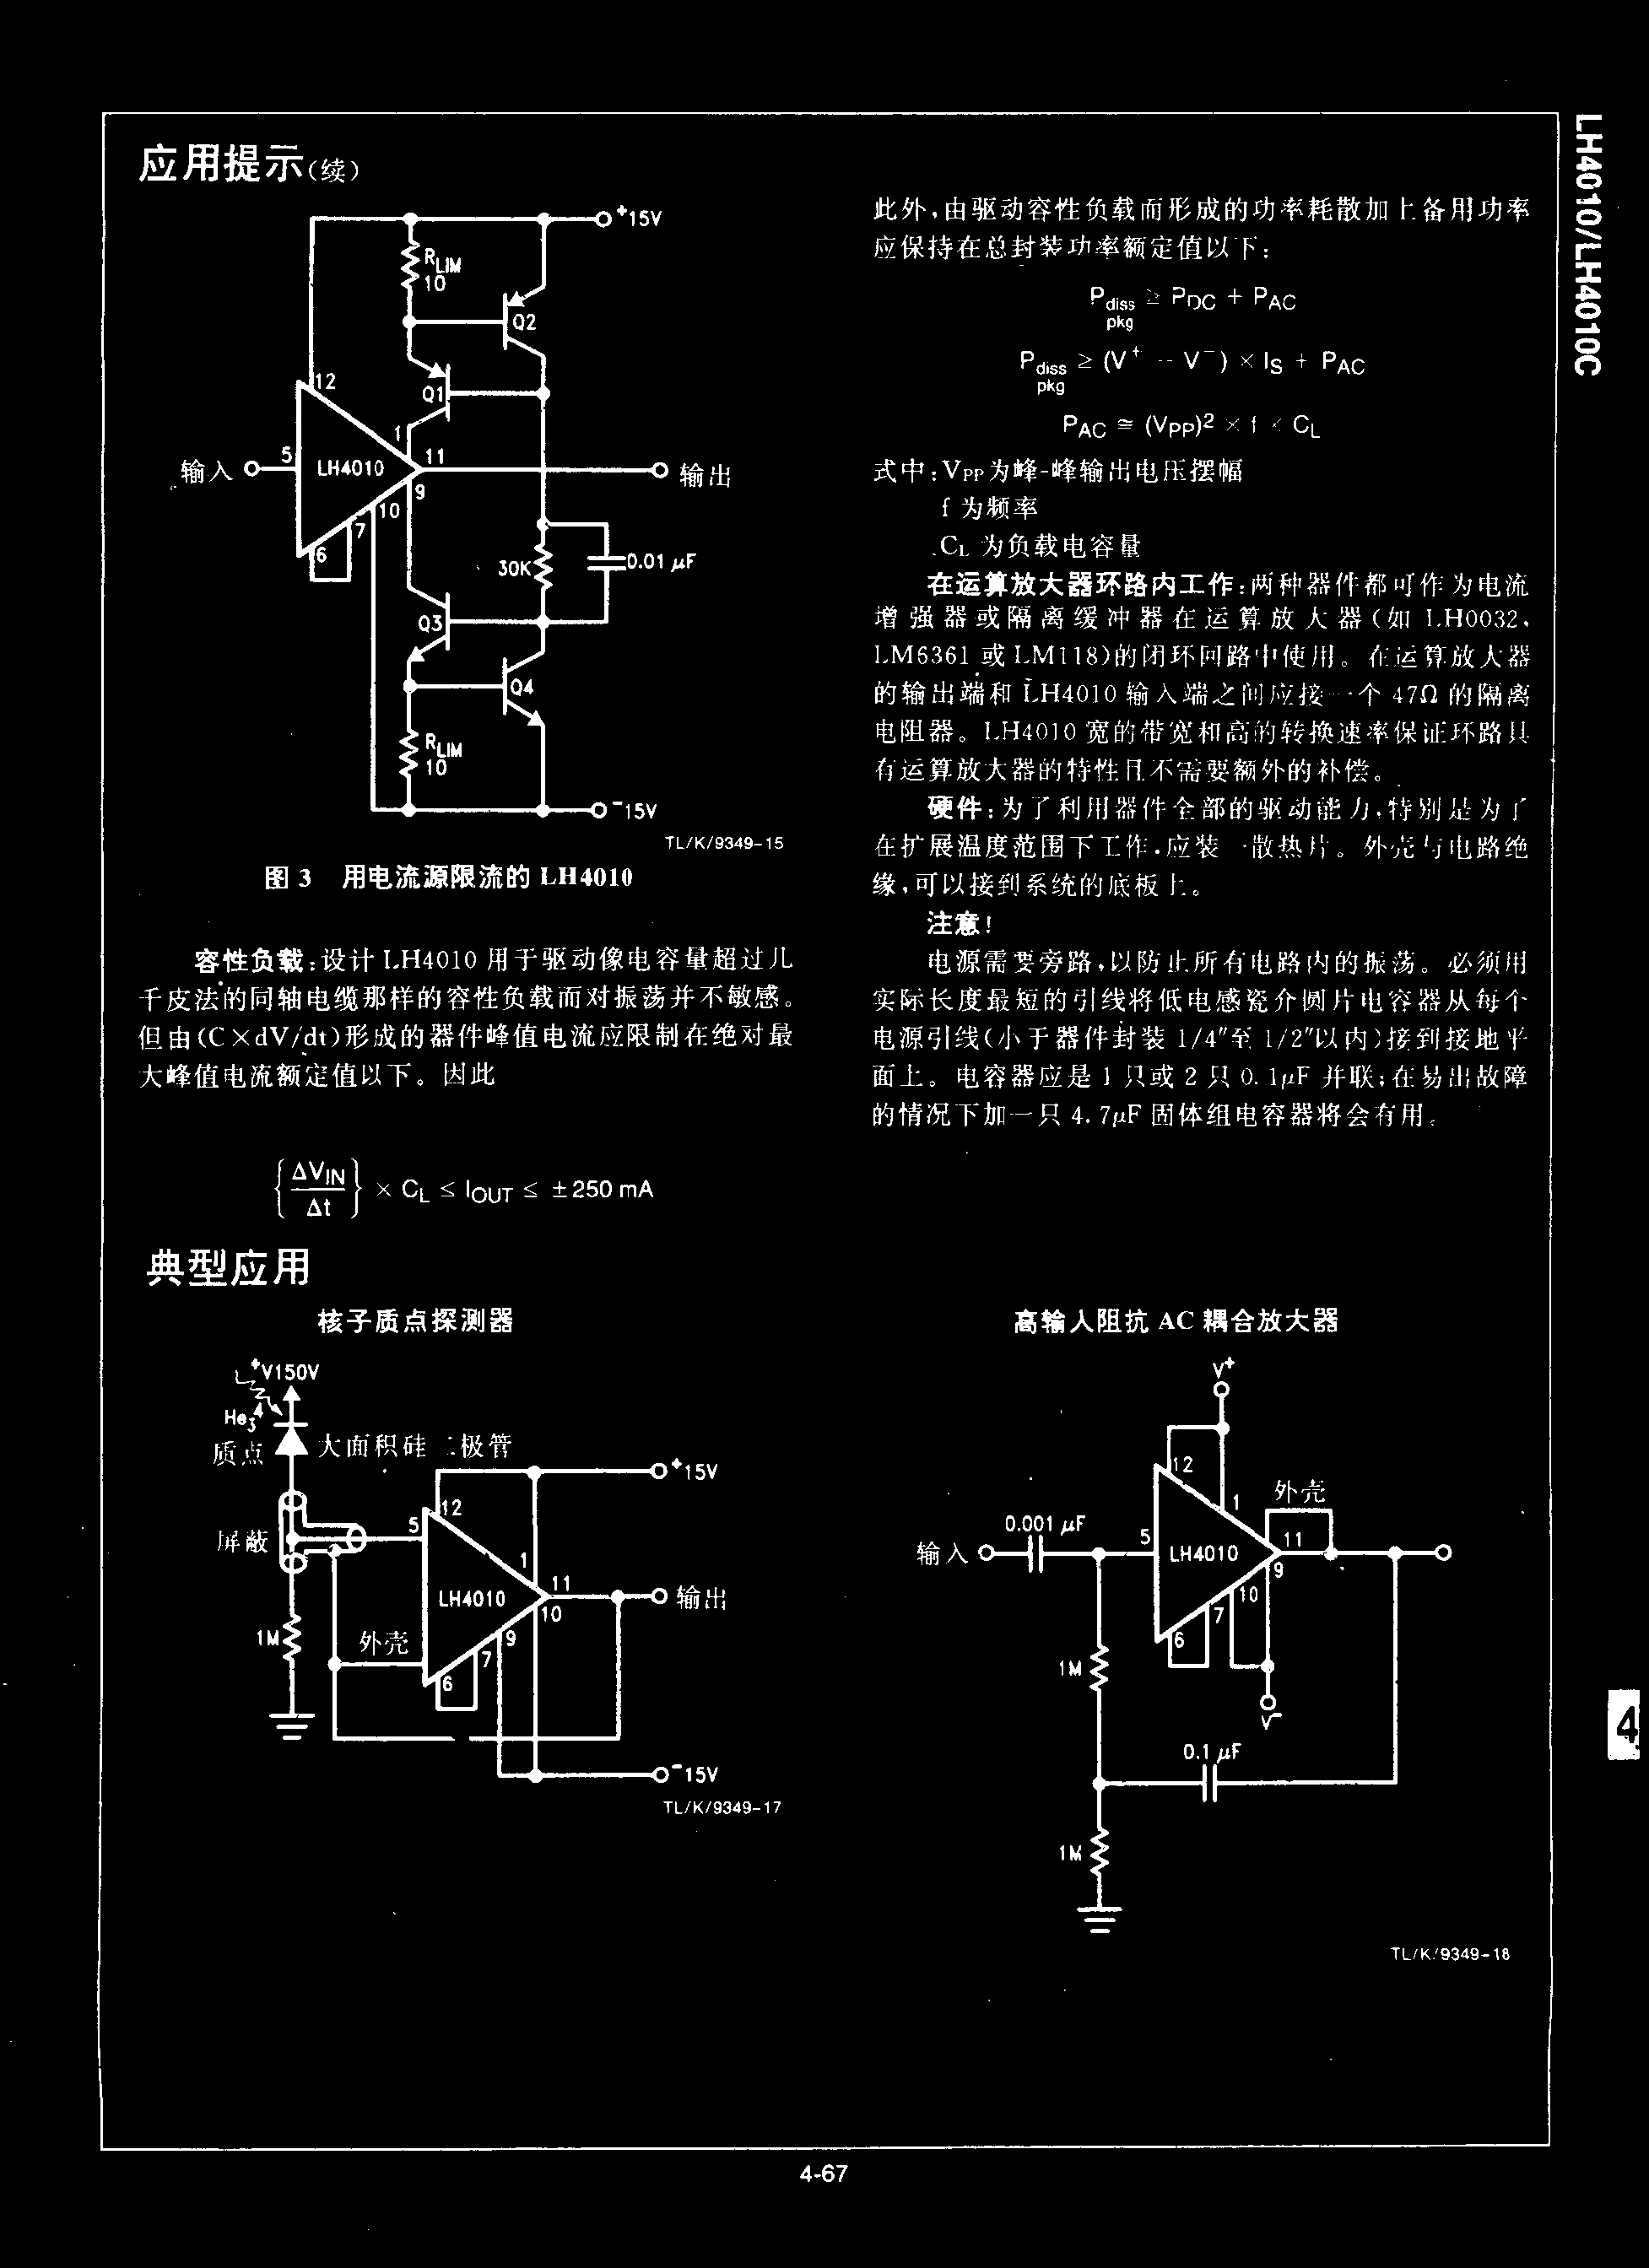 应用提示(续)
+15V
RLIM
10
Q2
12
Q1
1
输入
5
LH4010
11
输出
9
10
7
6
30K
0.01 μF
Q3
Q4
RLIM
10
-15V
TL/K/9349-15
图 3 用电流源限流的 LH4010
容性负载:设计 LH4010 用于驱动像电容量超过几
千皮法的同轴电缆那样的容性负载而对振荡并不敏感。
但由(C×dV/dt)形成的器件峰值电流应限制在绝对最
大峰值电流额定值以下。因此
{ΔVIN/Δt} × CL ≤ IOUT ≤ ±250 mA
此外,由驱动容性负载而形成的功率耗散加上备用功率
应保持在总封装功率额定值以下:
Pdiss pkg ≥ PDC + PAC
Pdiss pkg ≥ (V+ - V-) × IS + PAC
PAC ≅ (VPP)2 × f × CL
式中:VPP为峰-峰输出电压摆幅
f 为频率
CL 为负载电容量
在运算放大器环路内工作:两种器件都可作为电流
增强器或隔离缓冲器在运算放大器(如 LH0032,
LM6361 或 LM118)的闭环回路中使用。在运算放大器
的输出端和 LH4010 输入端之间应接一个 47Ω 的隔离
电阻器。LH4010 宽的带宽和高的转换速率保证环路具
有运算放大器的特性且不需要额外的补偿。
硬件:为了利用器件全部的驱动能力,特别是为了
在扩展温度范围下工作,应装一散热片。外壳与电路绝
缘,可以接到系统的底板上。
注意!
电源需要旁路,以防止所有电路内的振荡。必须用
实际长度最短的引线将低电感瓷介圆片电容器从每个
电源引线(小于器件封装 1/4″至 1/2″以内)接到接地平
面上。电容器应是 1 只或 2 只 0.1μF 并联;在易出故障
的情况下加一只 4.7μF 固体钽电容器将会有用。
典型应用
核子质点探测器
+V150V
He3 4
质点
大面积硅二极管
+15V
12
5
屏蔽
1
LH4010
11
输出
10
1M
外壳
9
7
6
-15V
TL/K/9349-17
高输入阻抗 AC 耦合放大器
V+
12
外壳
1
0.001 μF
输入
5
LH4010
11
9
10
7
6
1M
V-
0.1 μF
1M
TL/K/9349-18
LH4010/LH4010C
4
4-67